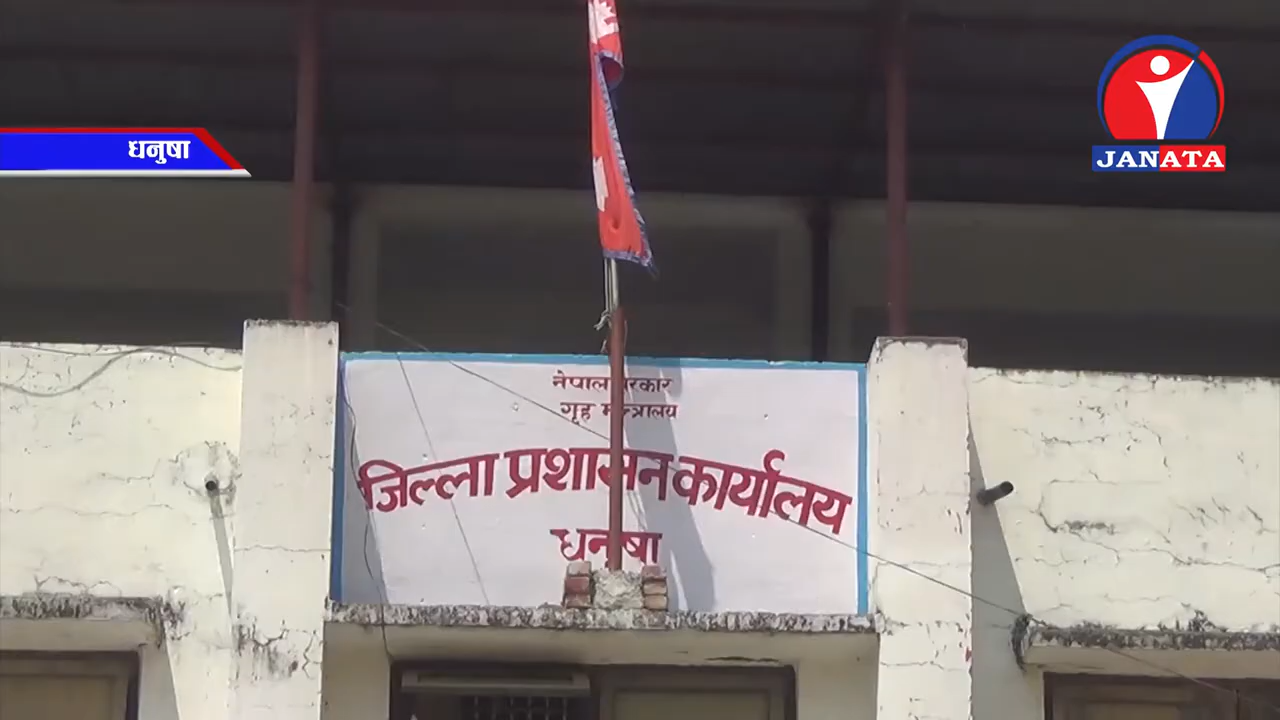 धनुषा
JANATA
नेपाल सरकार
गृह मन्त्रालय
जिल्ला प्रशासन कार्यालय
धनुषा